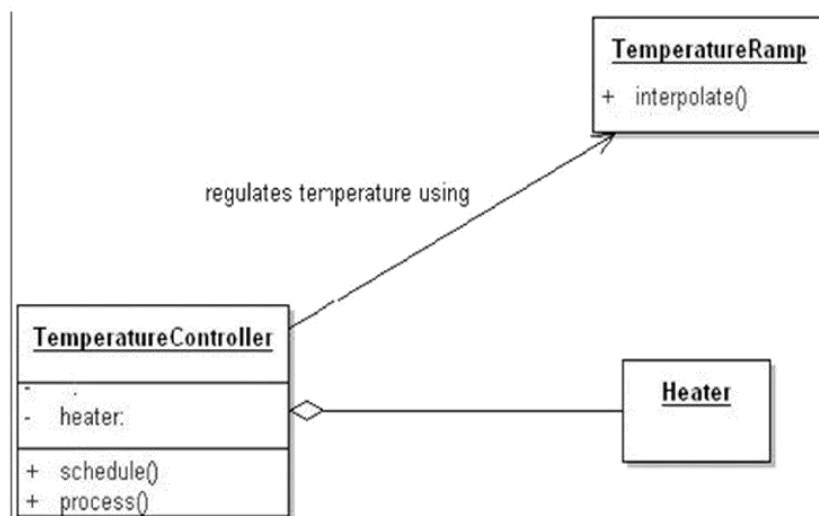 TemperatureRamp
+ interpolate()
regulates temperature using
TemperatureController
-
- heater:
+ schedule()
+ process()
Heater